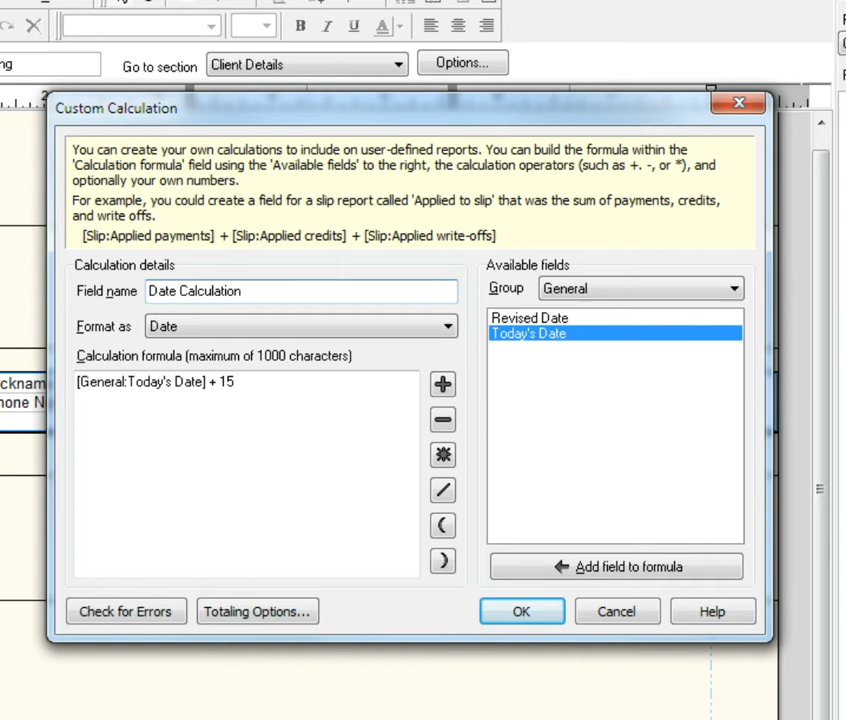 B I U A
ng
Go to section Client Details Options...
Custom Calculation
You can create your own calculations to include on user-defined reports. You can build the formula within the
'Calculation formula' field using the 'Available fields' to the right, the calculation operators (such as +. -, or *), and
optionally your own numbers.
For example, you could create a field for a slip report called 'Applied to slip' that was the sum of payments, credits,
and write offs.
[Slip:Applied payments] + [Slip:Applied credits] + [Slip:Applied write-offs]
Calculation details
Field name Date Calculation
Format as Date
Calculation formula (maximum of 1000 characters)
[General:Today's Date] + 15
Available fields
Group General
Revised Date
Today's Date
Add field to formula
Check for Errors Totaling Options... OK Cancel Help
cknam
hone N